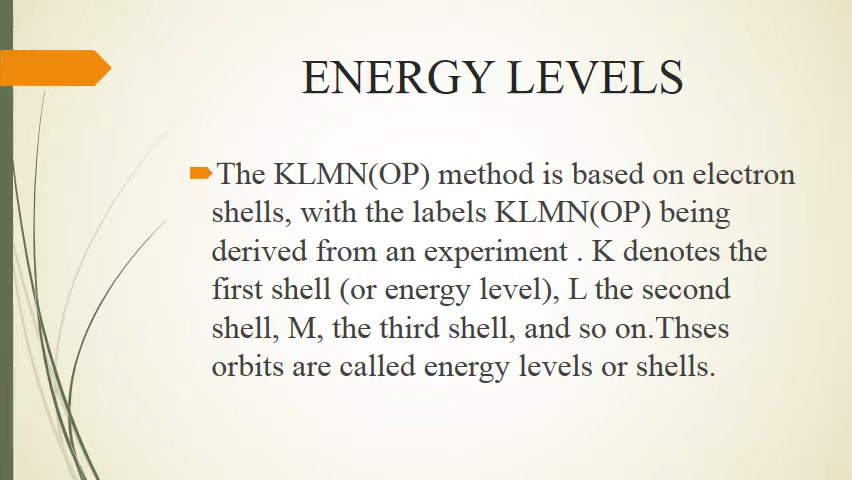 ENERGY LEVELS
The KLMN(OP) method is based on electron
shells, with the labels KLMN(OP) being
derived from an experiment . K denotes the
first shell (or energy level), L the second
shell, M, the third shell, and so on.Thses
orbits are called energy levels or shells.